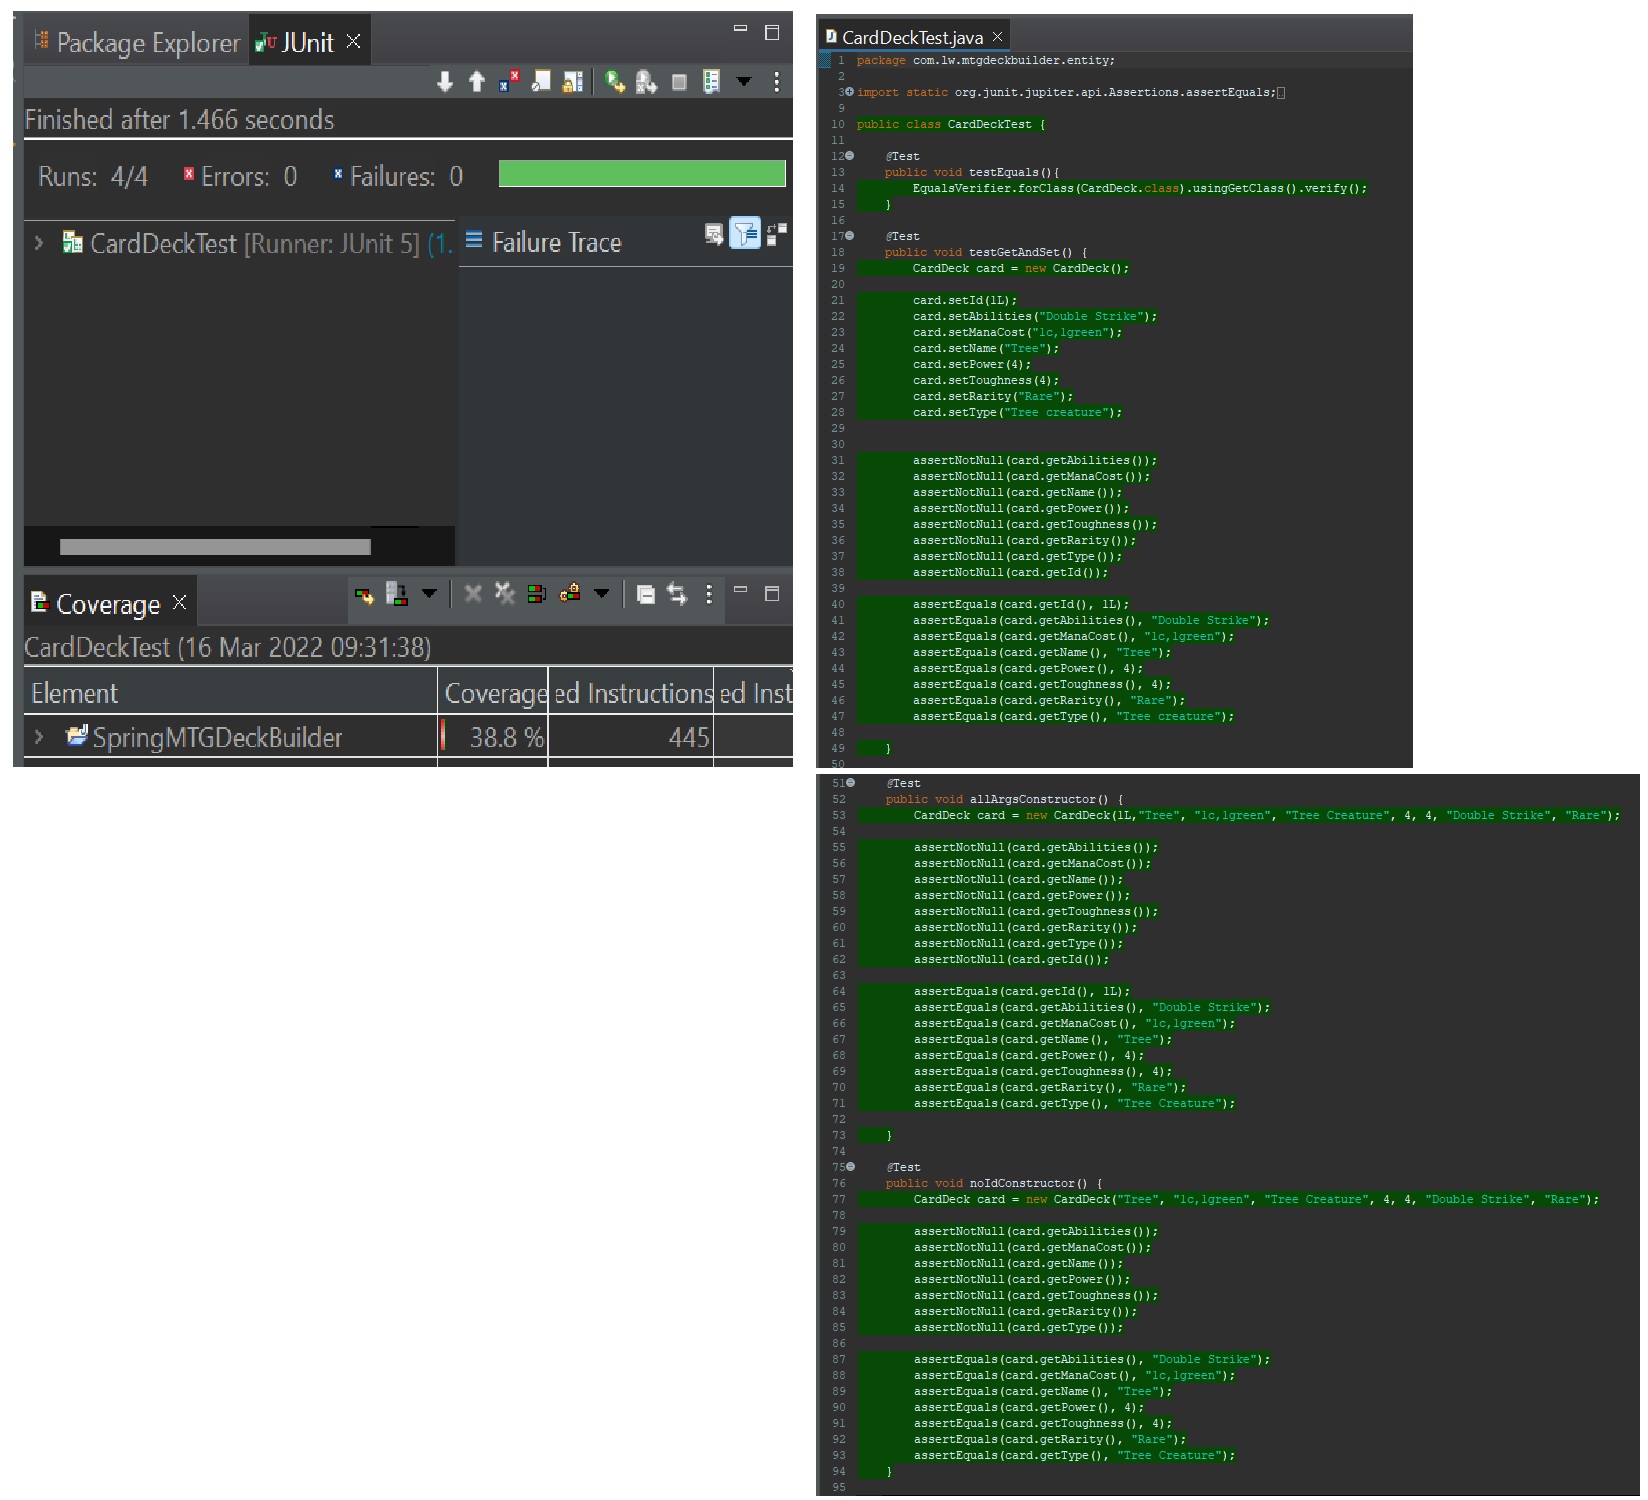 Package Explorer JUnit
Finished after 1.466 seconds
Runs: 4/4 Errors: 0 Failures: 0
CardDeckTest [Runner: JUnit 5] (1.
Failure Trace
Coverage
CardDeckTest (16 Mar 2022 09:31:38)
Element Coverage ed Instructions ed Inst
SpringMTGDeckBuilder 38.8 % 445
CardDeckTest.java
1 package com.lw.mtgdeckbuilder.entity;
2
3 import static org.junit.jupiter.api.Assertions.assertEquals;
9
10 public class CardDeckTest {
11
12 @Test
13 public void testEquals(){
14 EqualsVerifier.forClass(CardDeck.class).usingGetClass().verify();
15 }
16
17 @Test
18 public void testGetAndSet() {
19 CardDeck card = new CardDeck();
20
21 card.setId(1L);
22 card.setAbilities("Double Strike");
23 card.setManaCost("1c,1green");
24 card.setName("Tree");
25 card.setPower(4);
26 card.setToughness(4);
27 card.setRarity("Rare");
28 card.setType("Tree creature");
29
30
31 assertNotNull(card.getAbilities());
32 assertNotNull(card.getManaCost());
33 assertNotNull(card.getName());
34 assertNotNull(card.getPower());
35 assertNotNull(card.getToughness());
36 assertNotNull(card.getRarity());
37 assertNotNull(card.getType());
38 assertNotNull(card.getId());
39
40 assertEquals(card.getId(), 1L);
41 assertEquals(card.getAbilities(), "Double Strike");
42 assertEquals(card.getManaCost(), "1c,1green");
43 assertEquals(card.getName(), "Tree");
44 assertEquals(card.getPower(), 4);
45 assertEquals(card.getToughness(), 4);
46 assertEquals(card.getRarity(), "Rare");
47 assertEquals(card.getType(), "Tree creature");
48
49 }
50
51 @Test
52 public void allArgsConstructor() {
53 CardDeck card = new CardDeck(1L,"Tree", "1c,1green", "Tree Creature", 4, 4, "Double Strike", "Rare");
54
55 assertNotNull(card.getAbilities());
56 assertNotNull(card.getManaCost());
57 assertNotNull(card.getName());
58 assertNotNull(card.getPower());
59 assertNotNull(card.getToughness());
60 assertNotNull(card.getRarity());
61 assertNotNull(card.getType());
62 assertNotNull(card.getId());
63
64 assertEquals(card.getId(), 1L);
65 assertEquals(card.getAbilities(), "Double Strike");
66 assertEquals(card.getManaCost(), "1c,1green");
67 assertEquals(card.getName(), "Tree");
68 assertEquals(card.getPower(), 4);
69 assertEquals(card.getToughness(), 4);
70 assertEquals(card.getRarity(), "Rare");
71 assertEquals(card.getType(), "Tree Creature");
72
73 }
74
75 @Test
76 public void noIdConstructor() {
77 CardDeck card = new CardDeck("Tree", "1c,1green", "Tree Creature", 4, 4, "Double Strike", "Rare");
78
79 assertNotNull(card.getAbilities());
80 assertNotNull(card.getManaCost());
81 assertNotNull(card.getName());
82 assertNotNull(card.getPower());
83 assertNotNull(card.getToughness());
84 assertNotNull(card.getRarity());
85 assertNotNull(card.getType());
86
87 assertEquals(card.getAbilities(), "Double Strike");
88 assertEquals(card.getManaCost(), "1c,1green");
89 assertEquals(card.getName(), "Tree");
90 assertEquals(card.getPower(), 4);
91 assertEquals(card.getToughness(), 4);
92 assertEquals(card.getRarity(), "Rare");
93 assertEquals(card.getType(), "Tree Creature");
94 }
95